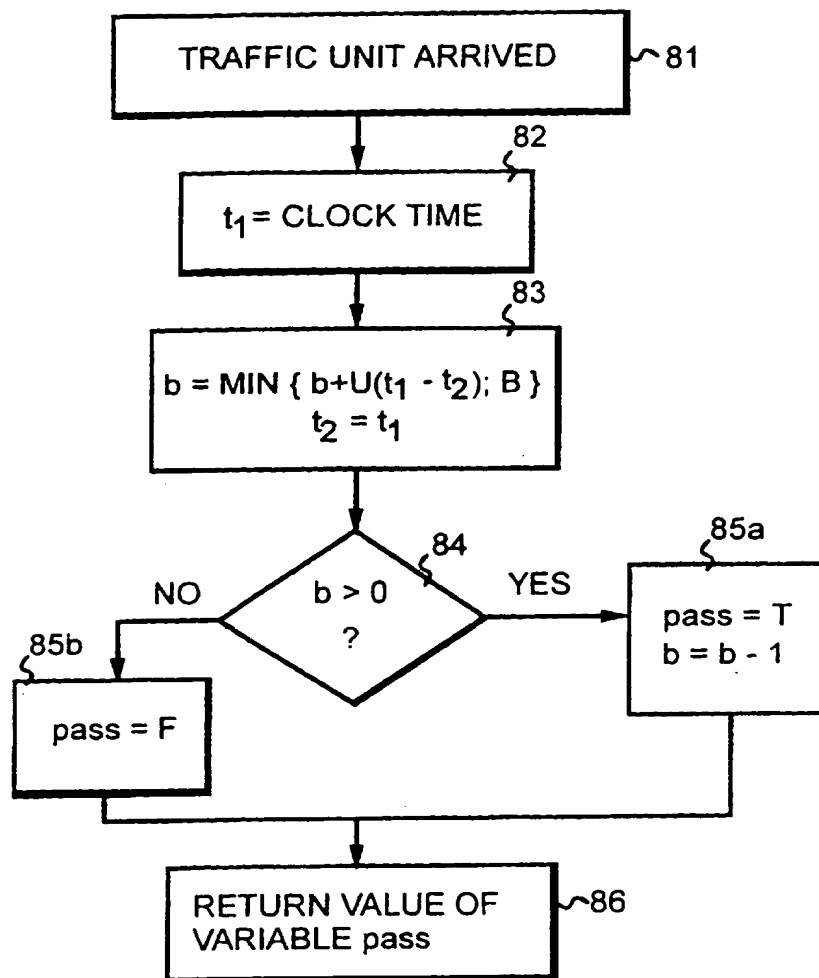 TRAFFIC UNIT ARRIVED
81
82
t1 = CLOCK TIME
83
b = MIN { b+U(t1 - t2); B }
t2 = t1
84
b > 0
?
NO
YES
85a
pass = T
b = b - 1
85b
pass = F
RETURN VALUE OF
VARIABLE pass
86